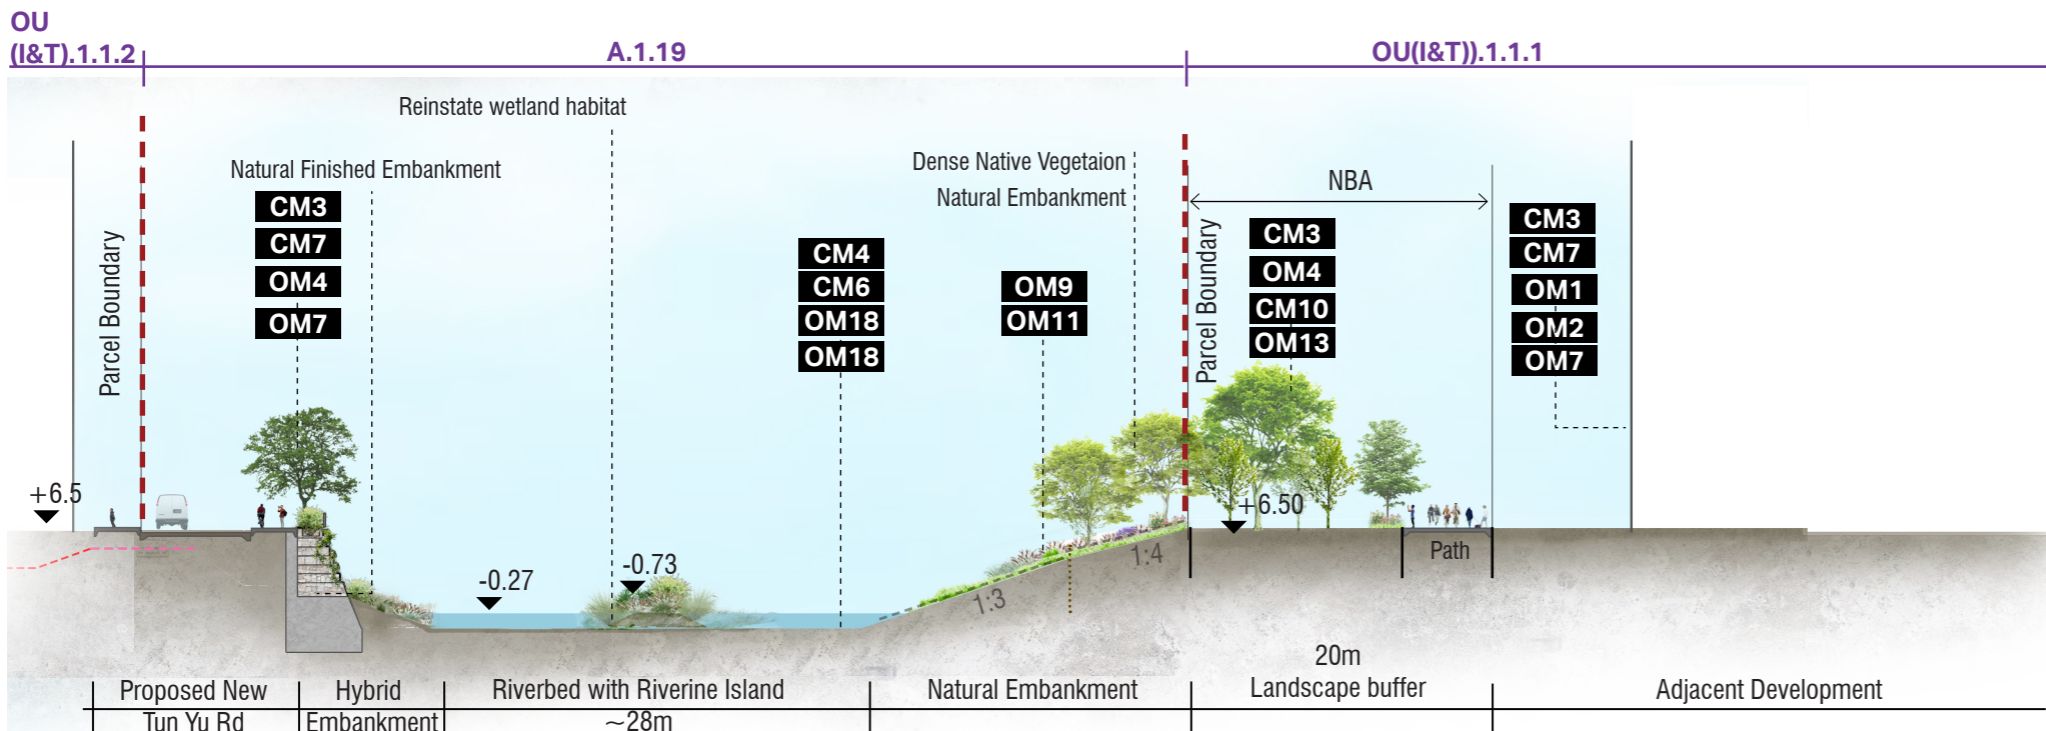 OU
(I&T).1.1.2
A.1.19
OU(I&T)).1.1.1
Reinstate wetland habitat
Natural Finished Embankment
Dense Native Vegetaion
Natural Embankment
NBA
Parcel Boundary
Parcel Boundary
CM3
CM7
OM4
OM7
CM4
CM6
OM18
OM18
OM9
OM11
CM3
OM4
CM10
OM13
CM3
CM7
OM1
OM2
OM7
+6.5
-0.27
-0.73
+6.50
1:3
1:4
Path
Proposed New
Tun Yu Rd
Hybrid
Embankment
Riverbed with Riverine Island
~28m
Natural Embankment
20m
Landscape buffer
Adjacent Development